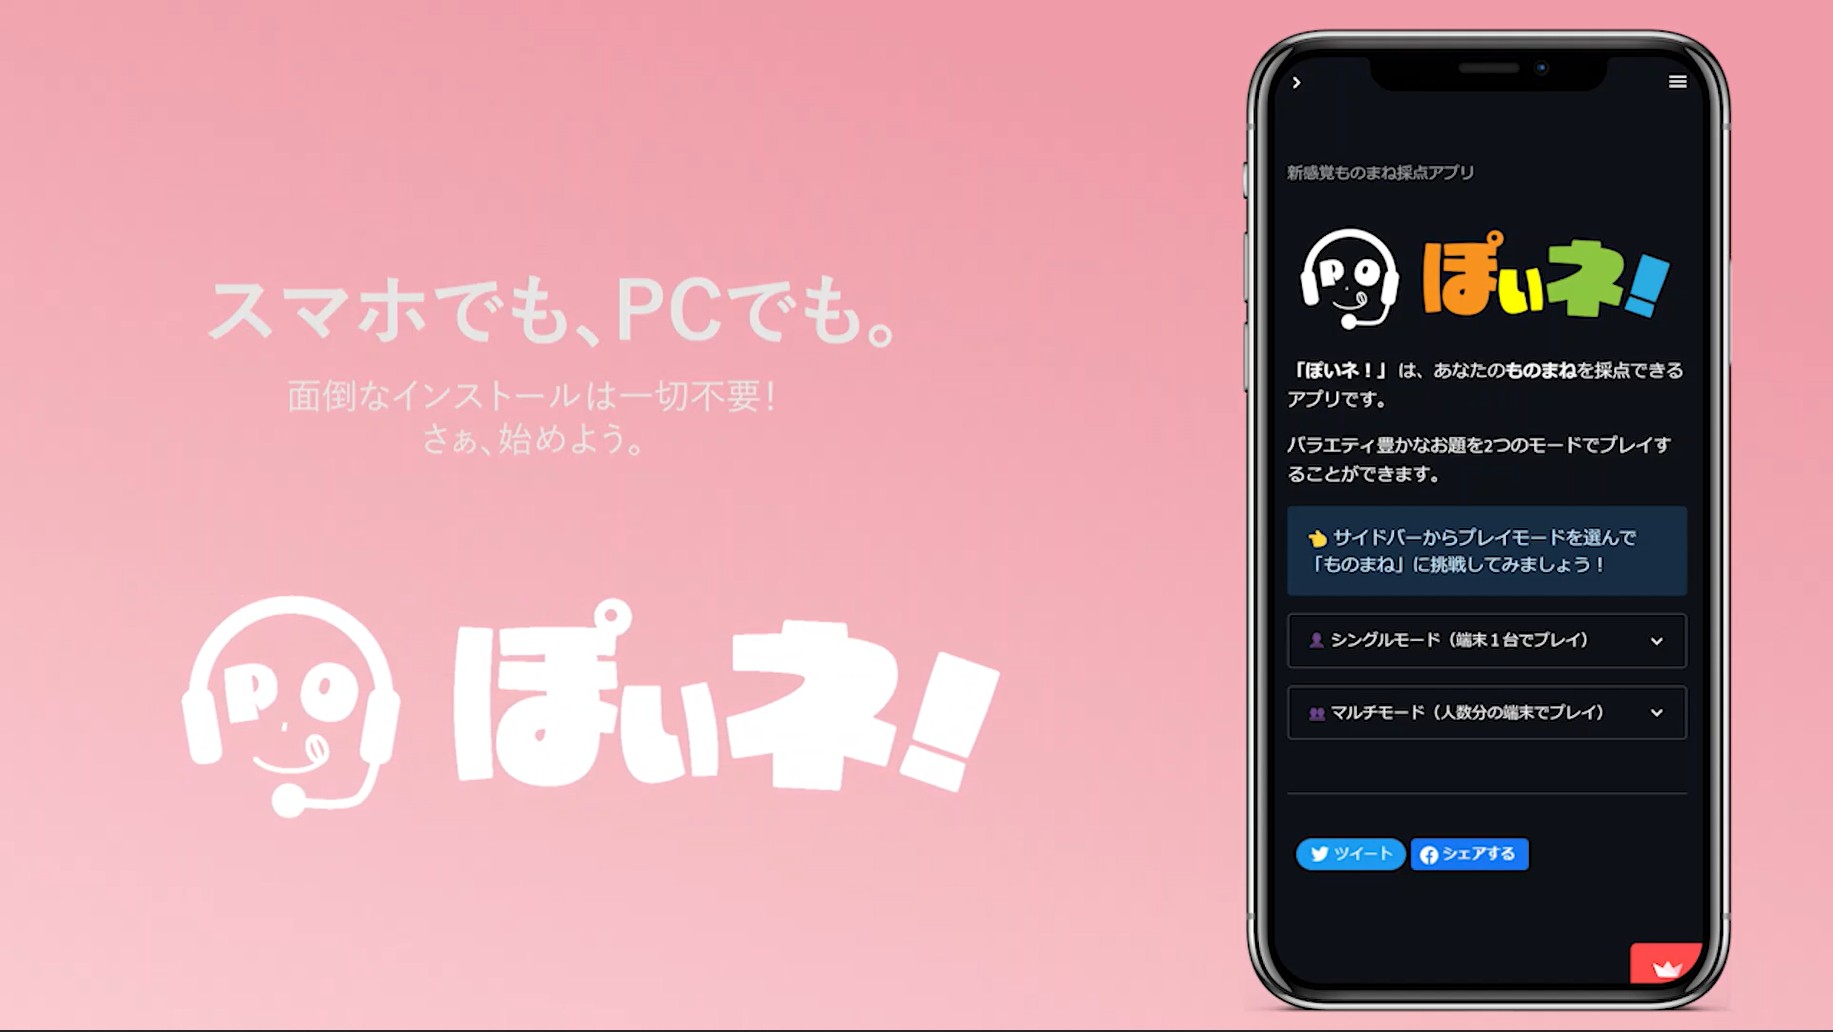 スマホでも、PCでも。
面倒なインストールは一切不要！
さぁ、始めよう。
po
ぽいネ！
新感覚ものまね採点アプリ
po
ぽいネ！
「ぽいネ！」は、あなたのものまねを採点できる
アプリです。
バラエティ豊かなお題を2つのモードでプレイす
ることができます。
👈 サイドバーからプレイモードを選んで
「ものまね」に挑戦してみましょう！
シングルモード（端末１台でプレイ）
マルチモード（人数分の端末でプレイ）
ツイート
シェアする